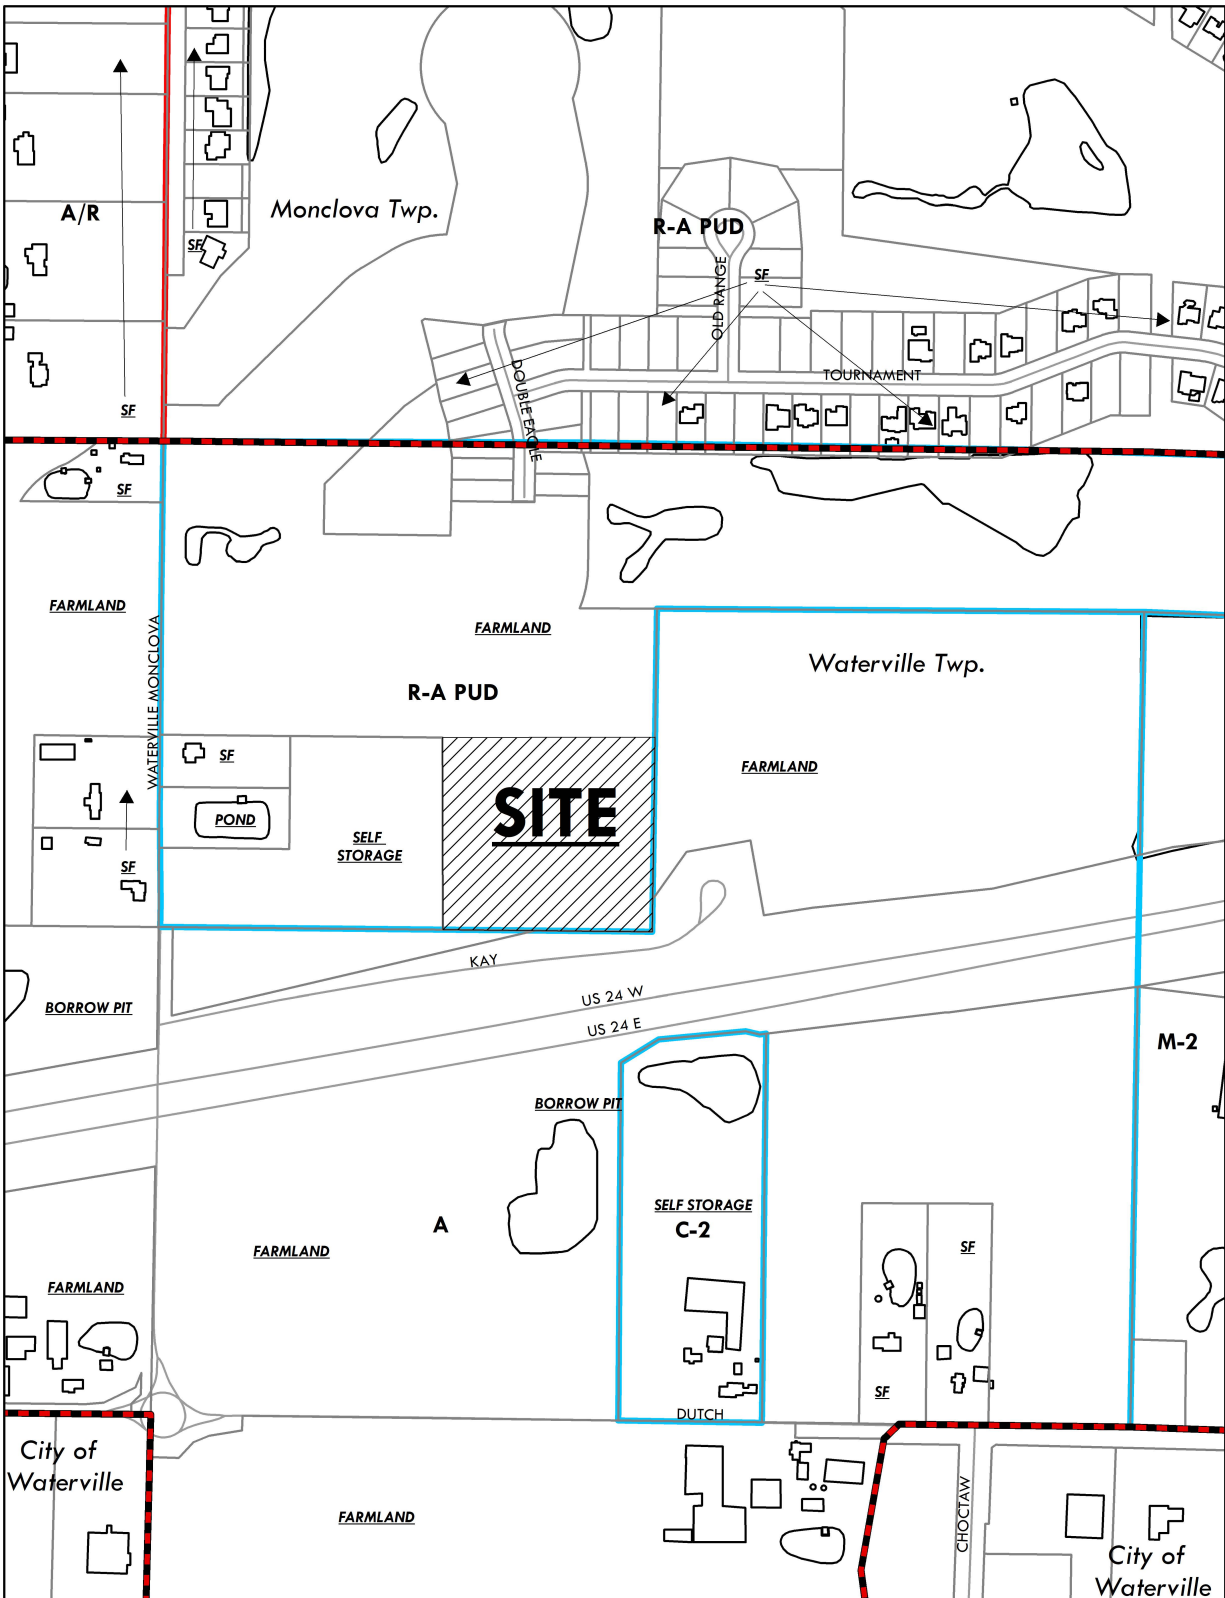 A/R
Monclova Twp.
SF
R-A PUD
SF
OLD RANGE
DOUBLE EAGLE
TOURNAMENT
SF
SF
FARMLAND
WATERVILLE MONCLOVA
FARMLAND
R-A PUD
Waterville Twp.
SF
POND
SELF
STORAGE
SITE
FARMLAND
SF
KAY
US 24 W
US 24 E
BORROW PIT
M-2
BORROW PIT
SELF STORAGE
C-2
A
FARMLAND
SF
FARMLAND
SF
DUTCH
City of
Waterville
FARMLAND
CHOCTAW
City of
Waterville